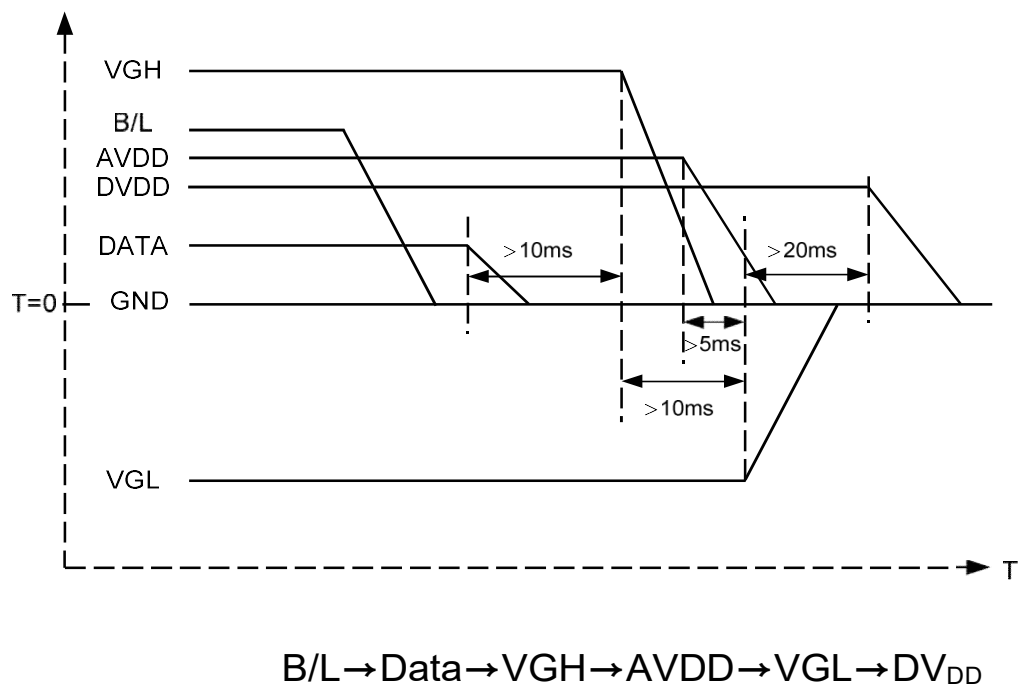 VGH
B/L
AVDD
DVDD
DATA
>10ms
>20ms
T=0
GND
>5ms
>10ms
VGL
T
B/L→Data→VGH→AVDD→VGL→DVDD